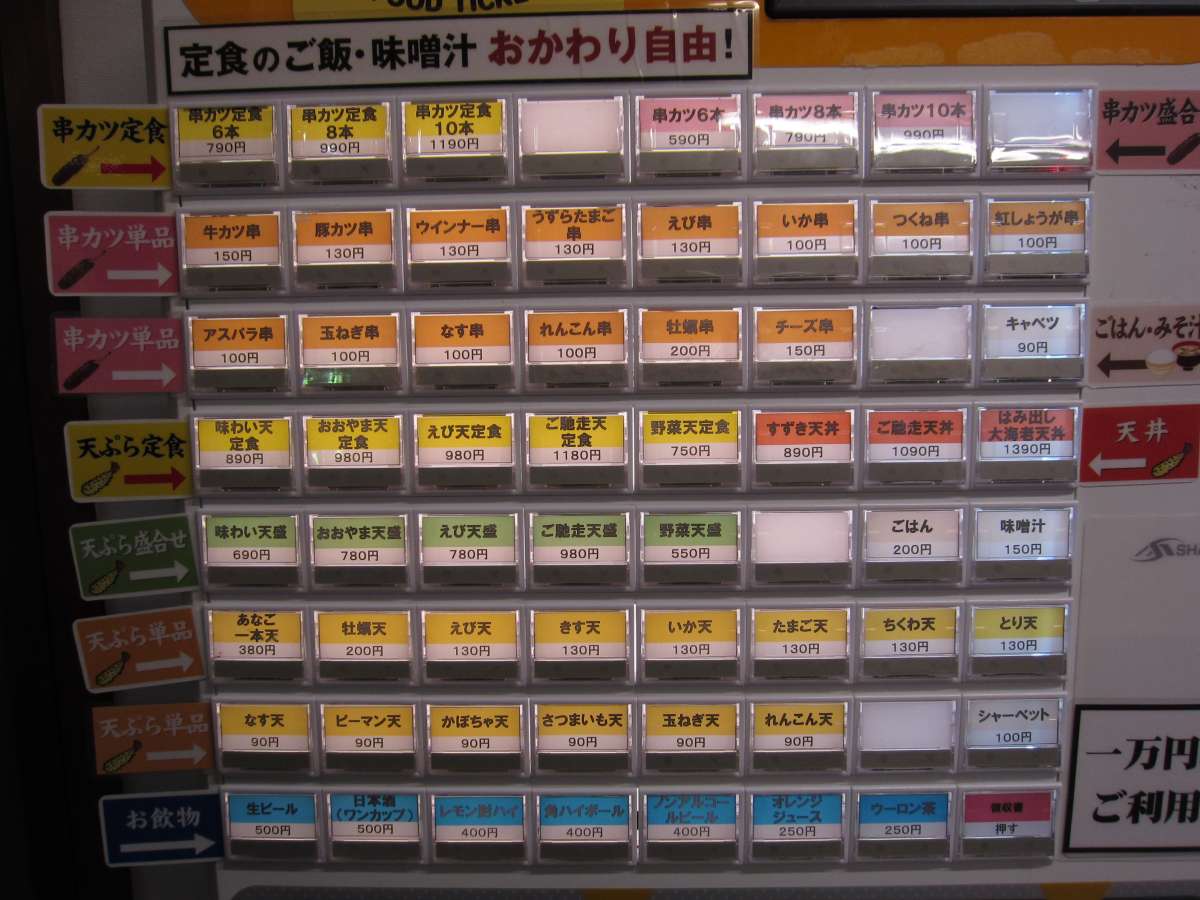 FOOD TICKE
定食のご飯・味噌汁 おかわり自由!
串カツ定食
串カツ定食
6本
790円
串カツ定食
8本
990円
串カツ定食
10本
1190円
串カツ6本
590円
串カツ8本
790円
串カツ10本
990円
串カツ盛合
串カツ単品
牛カツ串
150円
豚カツ串
130円
ウインナー串
130円
うずらたまご
串
130円
えび串
130円
いか串
100円
つくね串
100円
紅しょうが串
100円
串カツ単品
アスパラ串
100円
玉ねぎ串
100円
なす串
100円
れんこん串
100円
牡蠣串
200円
チーズ串
150円
キャベツ
90円
ごはん・みそ汁
天ぷら定食
味わい天
定食
890円
おおやま天
定食
980円
えび天定食
980円
ご馳走天
定食
1180円
野菜天定食
750円
すずき天丼
890円
ご馳走天丼
1090円
はみ出し
大海老天丼
1390円
天丼
天ぷら盛合せ
味わい天盛
690円
おおやま天盛
780円
えび天盛
780円
ご馳走天盛
980円
野菜天盛
550円
ごはん
200円
味噌汁
150円
SHA
天ぷら単品
あなご
一本天
380円
牡蠣天
200円
えび天
130円
きす天
130円
いか天
130円
たまご天
130円
ちくわ天
130円
とり天
130円
天ぷら単品
なす天
90円
ピーマン天
90円
かぼちゃ天
90円
さつまいも天
90円
玉ねぎ天
90円
れんこん天
90円
シャーベット
100円
一万円
ご利用
お飲物
生ビール
500円
日本酒
(ワンカップ)
500円
レモン酎ハイ
400円
角ハイボール
400円
ノンアルコー
ルビール
400円
オレンジ
ジュース
250円
ウーロン茶
250円
領収書
押す